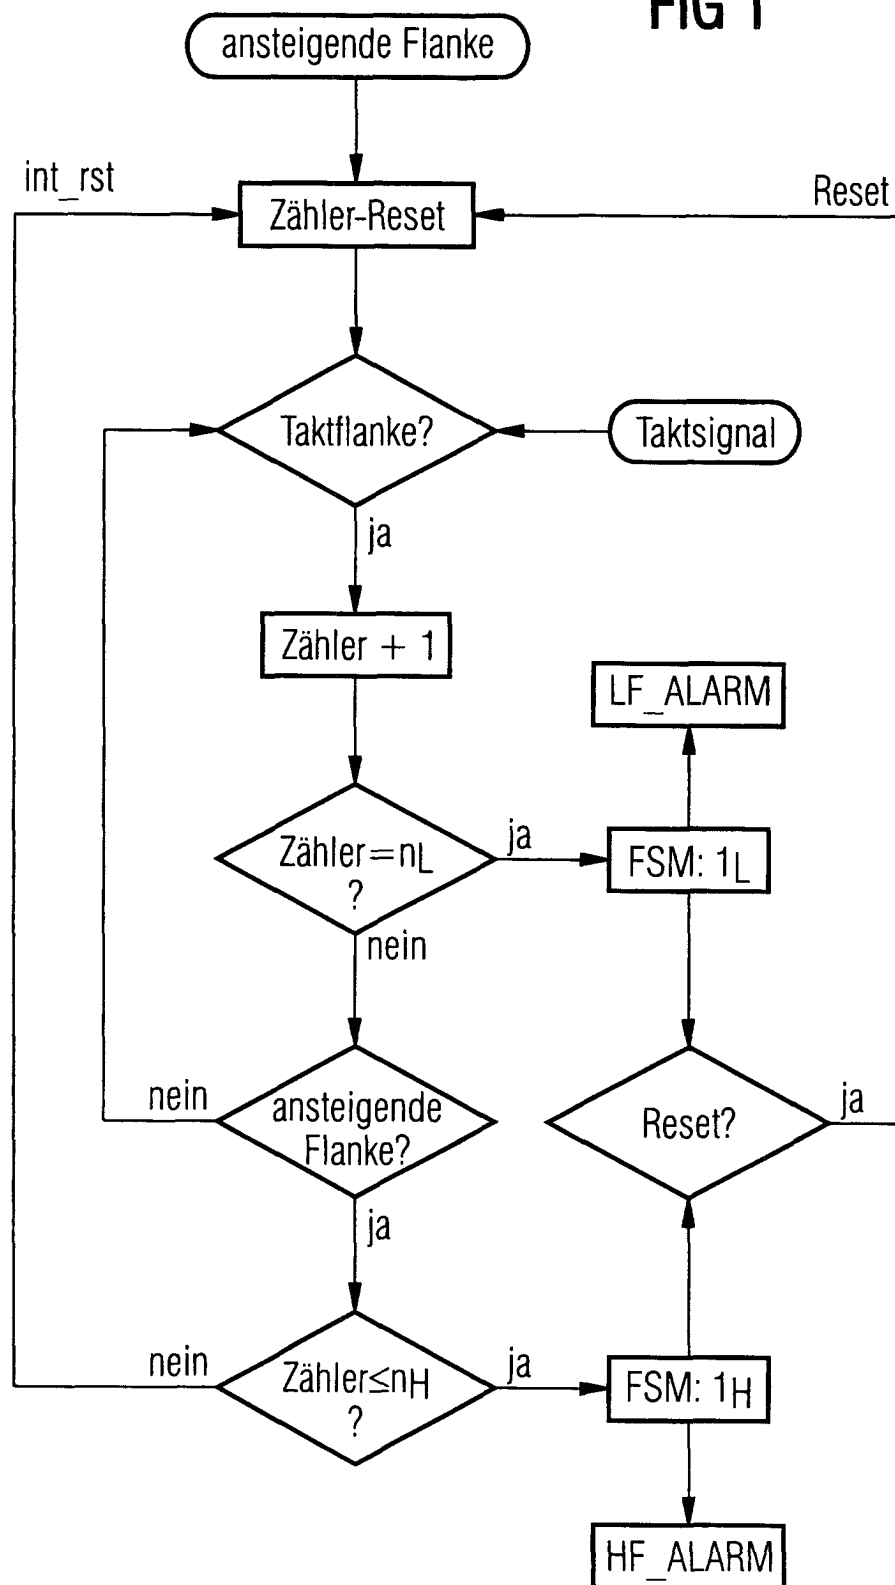 FIG 1
ansteigende Flanke
int_rst
Reset
Zähler-Reset
Taktflanke?
Taktsignal
ja
Zähler + 1
LF_ALARM
Zähler=nL
?
ja
FSM: 1L
nein
nein
ansteigende
Flanke?
Reset?
ja
ja
nein
Zähler≤nH
?
ja
FSM: 1H
HF_ALARM